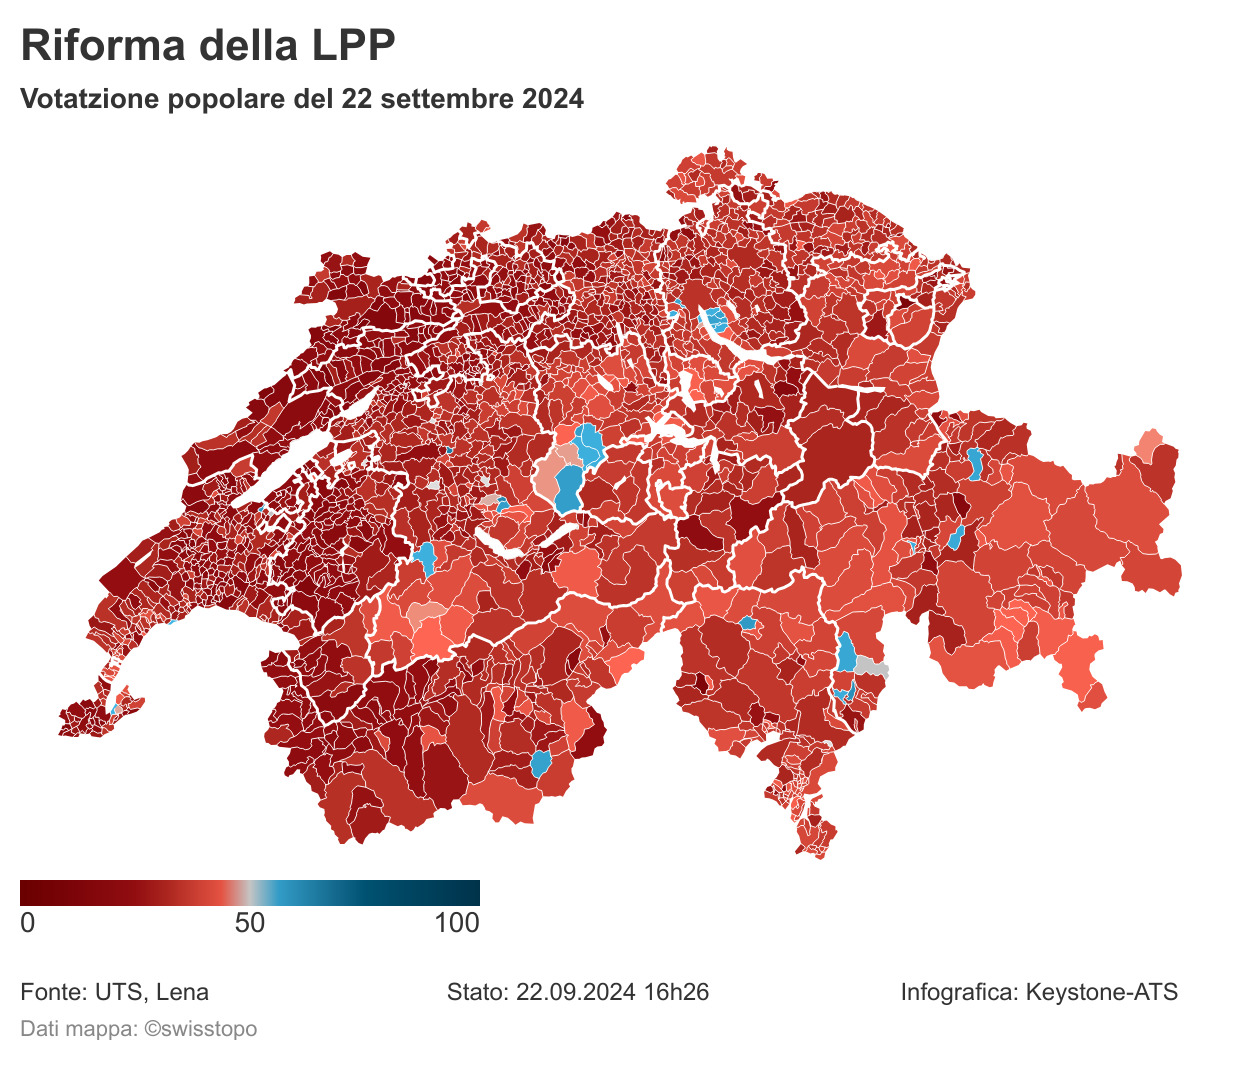 Riforma della LPP
Votatzione popolare del 22 settembre 2024
0 50 100
Fonte: UTS, Lena Stato: 22.09.2024 16h26 Infografica: Keystone-ATS
Dati mappa: ©swisstopo